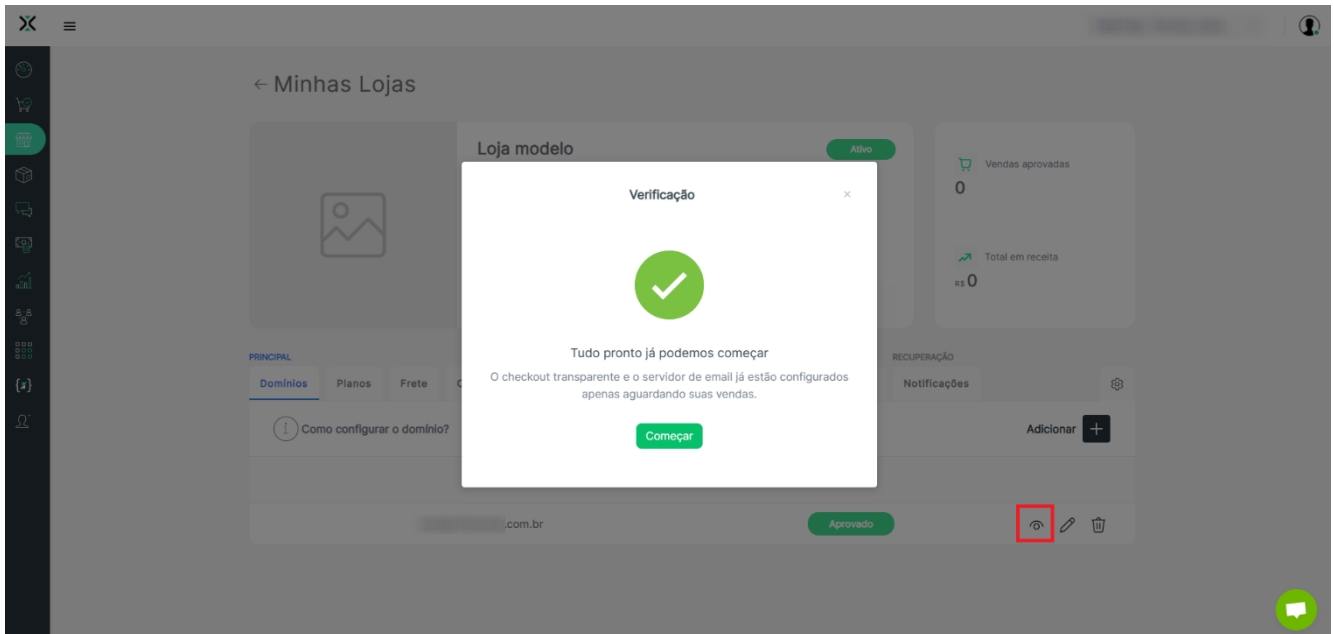 ← Minhas Lojas
Loja modelo
Ativo
Vendas aprovadas
0
Verificação
×
Total em receita
R$ 0
Tudo pronto já podemos começar
O checkout transparente e o servidor de email já estão configurados
apenas aguardando suas vendas.
Começar
PRINCIPAL
RECUPERAÇÃO
Domínios Planos Frete Notificações
Como configurar o domínio?
Adicionar +
.com.br
Aprovado